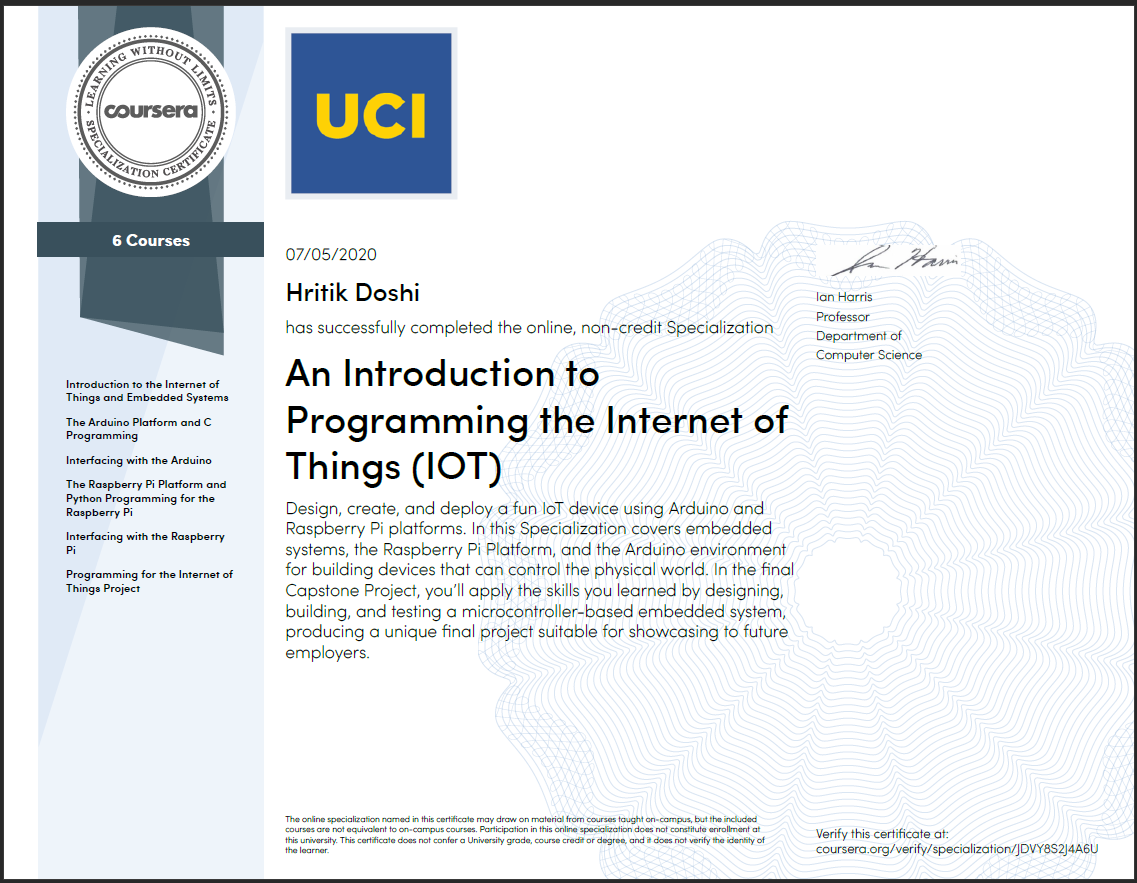 LEARNING WITHOUT LIMITS
coursera
SPECIALIZATION CERTIFICATE
UCI
6 Courses
07/05/2020
Hritik Doshi
has successfully completed the online, non-credit Specialization
An Introduction to
Programming the Internet of
Things (IOT)
Design, create, and deploy a fun IoT device using Arduino and
Raspberry Pi platforms. In this Specialization covers embedded
systems, the Raspberry Pi Platform, and the Arduino environment
for building devices that can control the physical world. In the final
Capstone Project, you'll apply the skills you learned by designing,
building, and testing a microcontroller-based embedded system,
producing a unique final project suitable for showcasing to future
employers.
Ian Harris
Ian Harris
Professor
Department of
Computer Science
Introduction to the Internet of
Things and Embedded Systems
The Arduino Platform and C
Programming
Interfacing with the Arduino
The Raspberry Pi Platform and
Python Programming for the
Raspberry Pi
Interfacing with the Raspberry
Pi
Programming for the Internet of
Things Project
The online specialization named in this certificate may draw on material from courses taught on-campus, but the included
courses are not equivalent to on-campus courses. Participation in this online specialization does not constitute enrollment at
this university. This certificate does not confer a University grade, course credit or degree, and it does not verify the identity of
the learner.
Verify this certificate at:
coursera.org/verify/specialization/JDVY8S2J4A6U